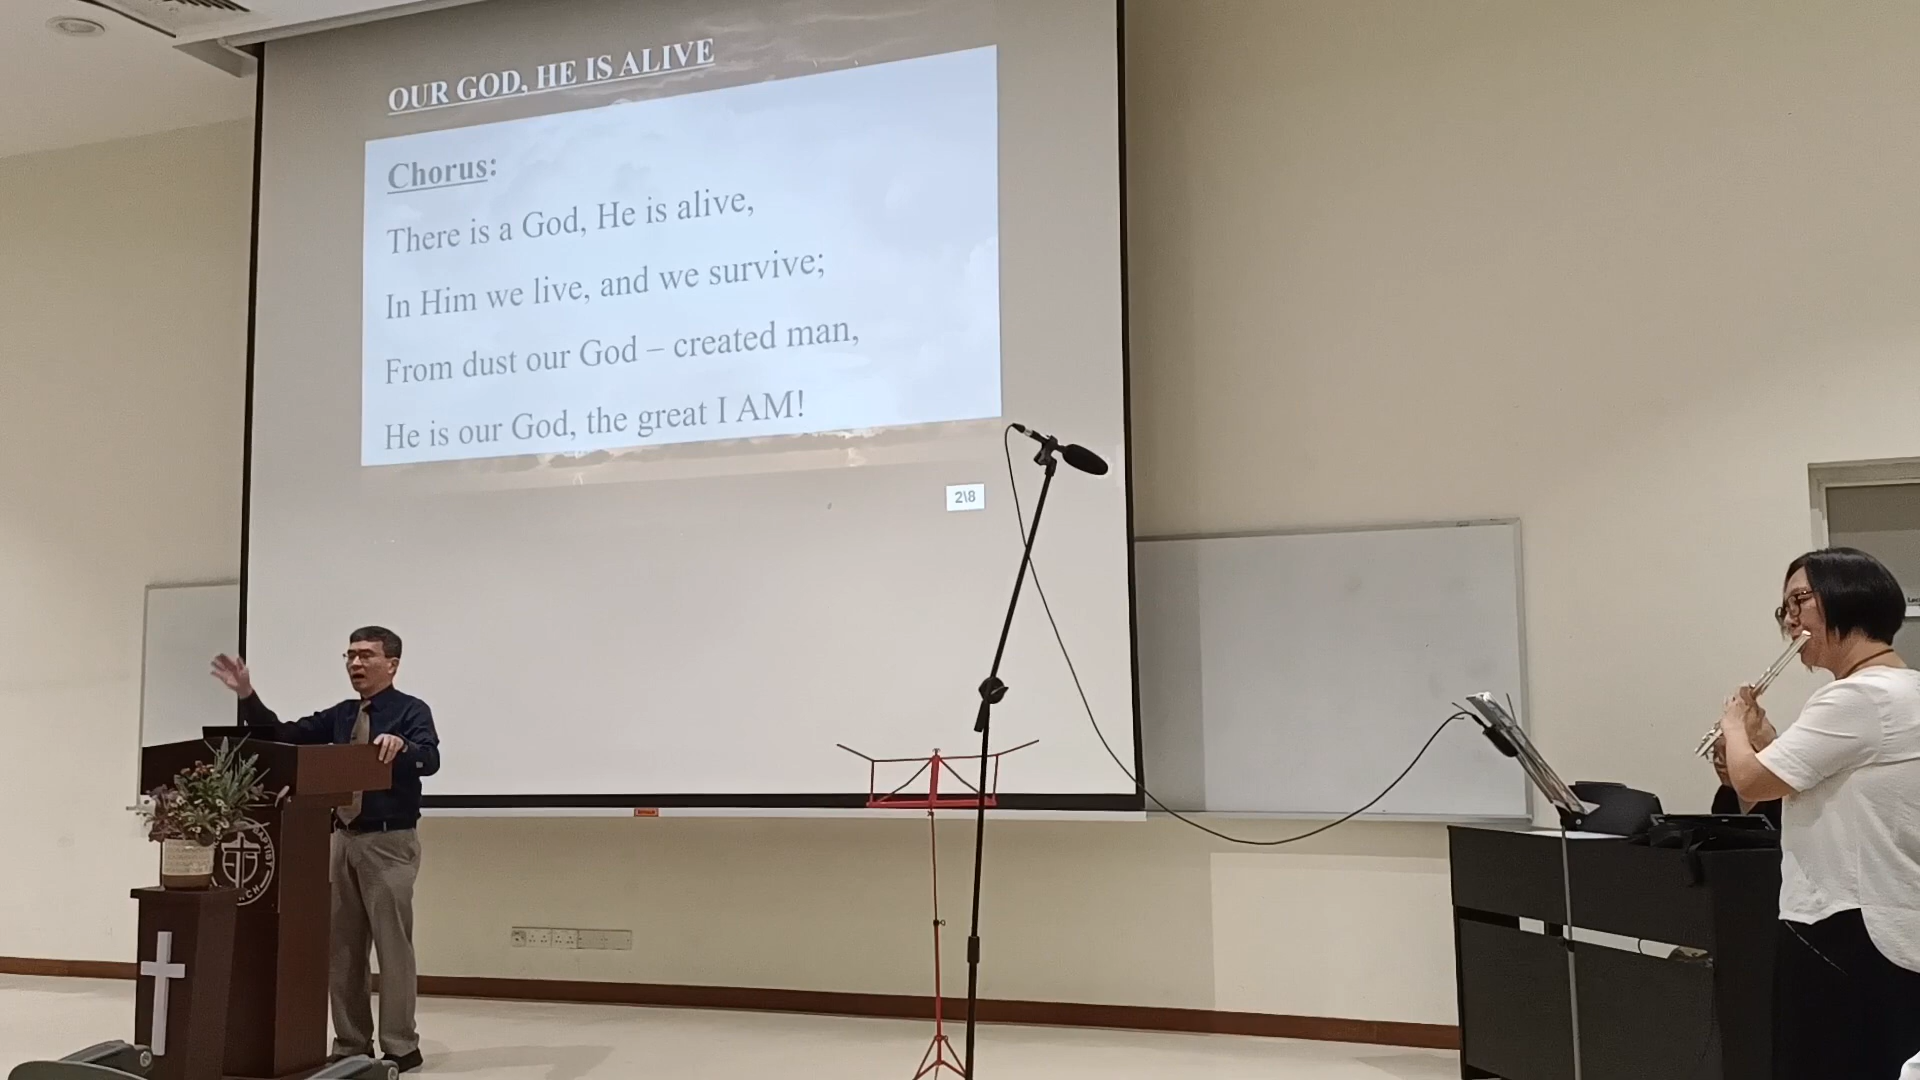 OUR GOD, HE IS ALIVE
Chorus:
There is a God, He is alive,
In Him we live, and we survive;
From dust our God – created man,
He is our God, the great I AM!
2\8
BAPTIST